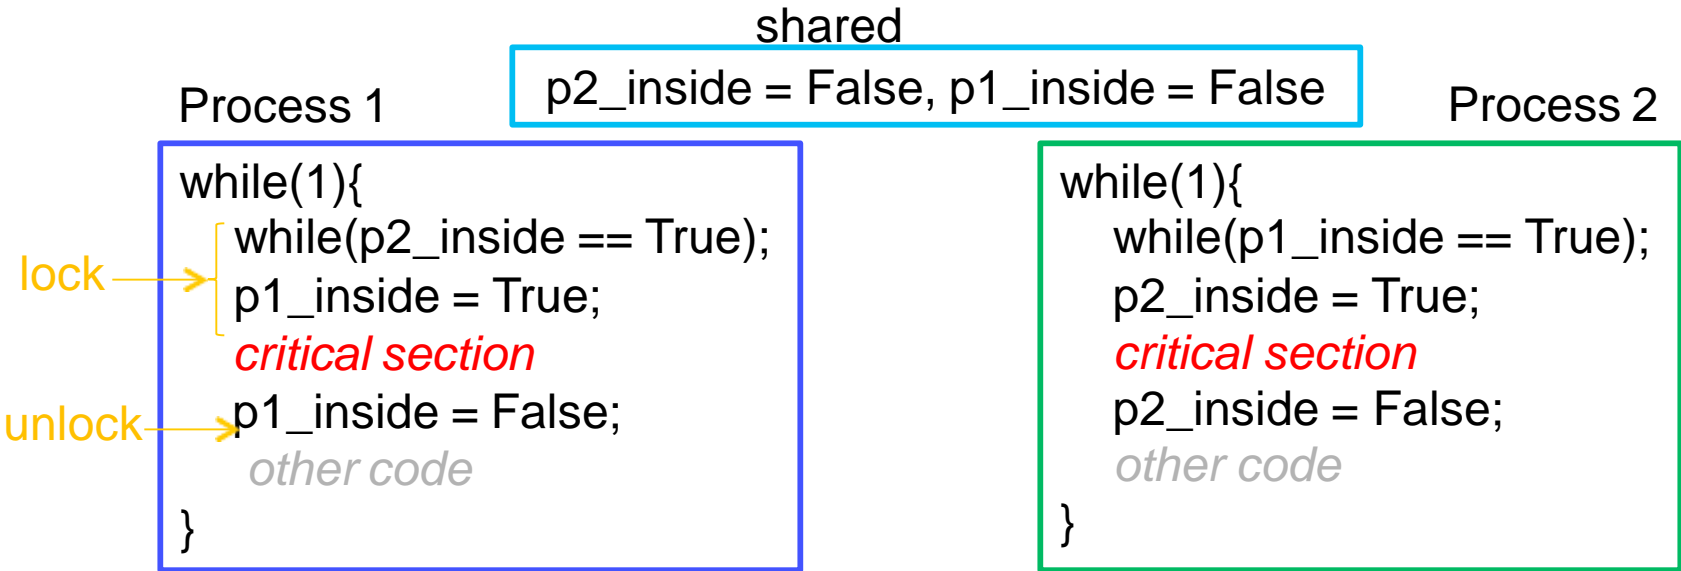 shared
p2_inside = False, p1_inside = False
Process 1
Process 2
while(1){
while(p2_inside == True);
p1_inside = True;
critical section
p1_inside = False;
other code
}
lock
unlock
while(1){
while(p1_inside == True);
p2_inside = True;
critical section
p2_inside = False;
other code
}